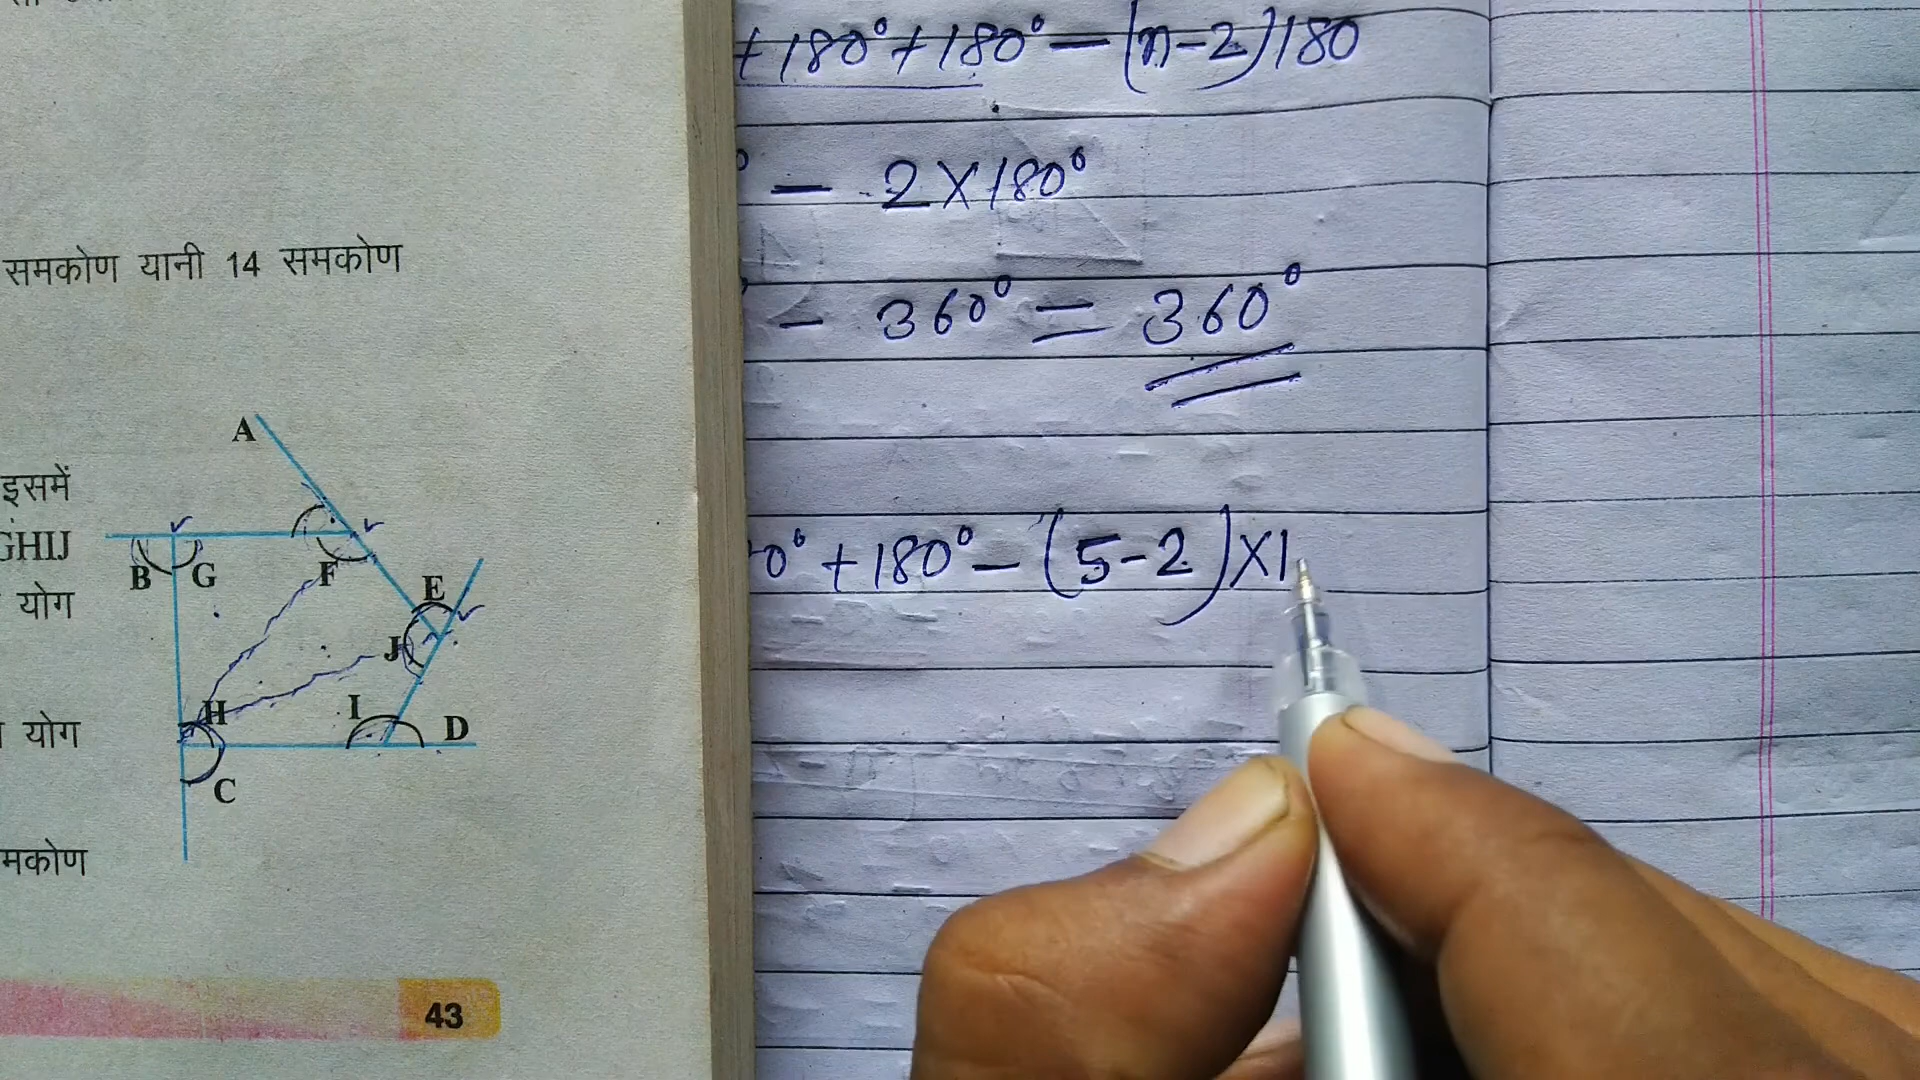 समकोण यानी 14 समकोण
इसमें
GHIJ
योग
योग
मकोण
A
B
G
F
E
J
H
I
D
C
43
+180°+180°-(n-2)180
- 2×180°
- 360° = 360°
0°+180°-(5-2)×1